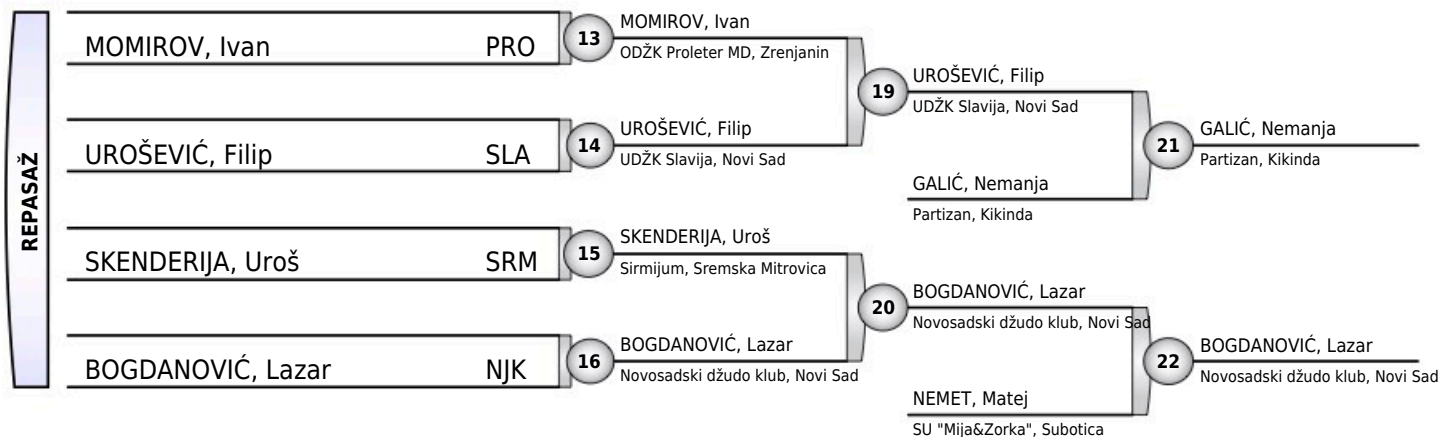 REPASAŽ
MOMIROV, Ivan PRO
UROŠEVIĆ, Filip SLA
SKENDERIJA, Uroš SRM
BOGDANOVIĆ, Lazar NJK
13
MOMIROV, Ivan
ODŽK Proleter MD, Zrenjanin
14
UROŠEVIĆ, Filip
UDŽK Slavija, Novi Sad
15
SKENDERIJA, Uroš
Sirmijum, Sremska Mitrovica
16
BOGDANOVIĆ, Lazar
Novosadski džudo klub, Novi Sad
19
UROŠEVIĆ, Filip
UDŽK Slavija, Novi Sad
GALIĆ, Nemanja
Partizan, Kikinda
20
BOGDANOVIĆ, Lazar
Novosadski džudo klub, Novi Sad
NEMET, Matej
SU "Mija&Zorka", Subotica
21
GALIĆ, Nemanja
Partizan, Kikinda
22
BOGDANOVIĆ, Lazar
Novosadski džudo klub, Novi Sad